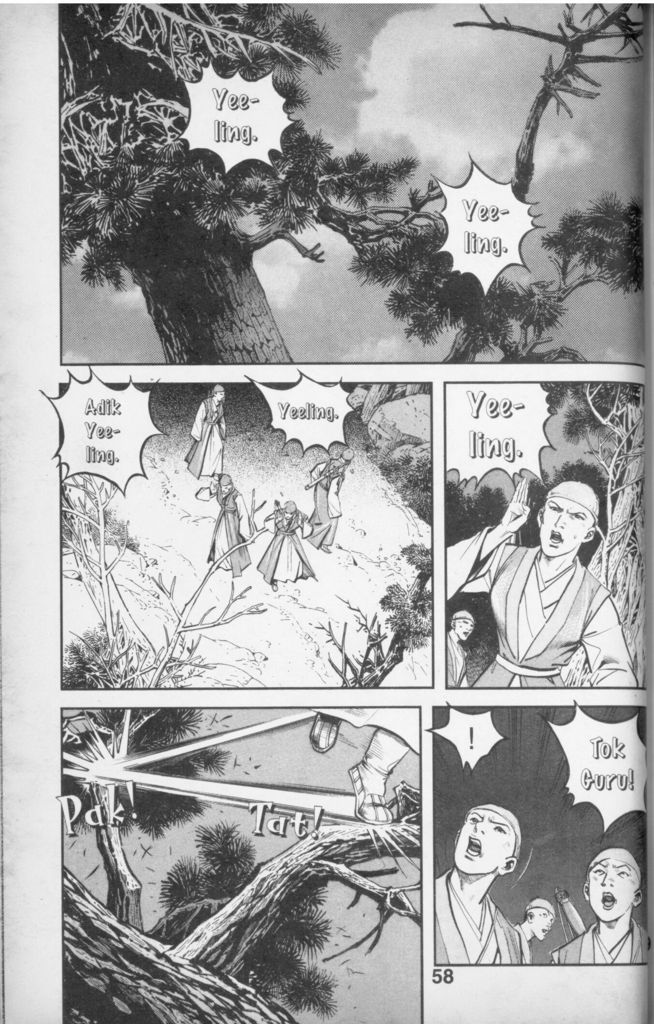 Yee-
ling.
Yee-
ling.
Adik
Yee-
ling.
Yeeling.
Yee-
ling.
Pak!
Tat!
!
Tok
Guru!
58